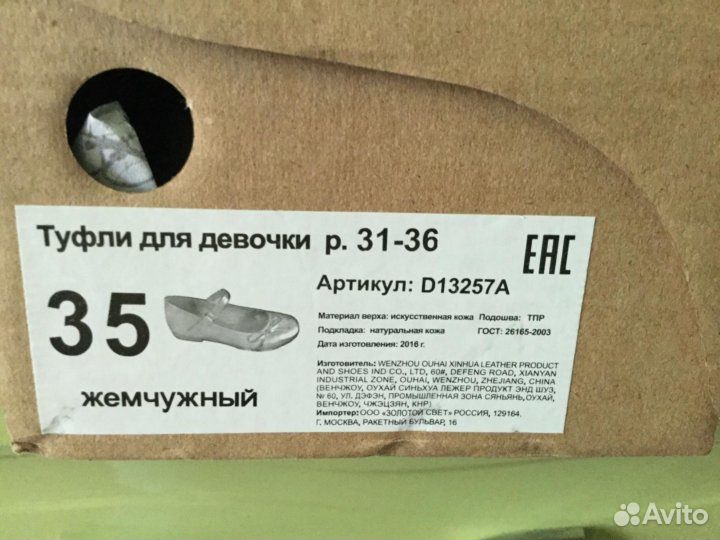 Туфли для девочки р. 31-36
EAC
Артикул: D13257A
35
Материал верха: искусственная кожа Подошва: ТПР
Подкладка: натуральная кожа ГОСТ: 26165-2003
Дата изготовления: 2016 г.
жемчужный
Изготовитель: WENZHOU OUHAI XINHUA LEATHER PRODUCT
AND SHOES IND CO., LTD, 60#, DEFENG ROAD, XIANYAN
INDUSTRIAL ZONE, OUHAI, WENZHOU, ZHEJIANG, CHINA
(ВЕНЧЖОУ, ОУХАЙ СИНЬХУА ЛЕЖЕР ПРОДУКТ ЭНД ШУЗ,
№ 60, УЛ. ДЭФЭН, ПРОМЫШЛЕННАЯ ЗОНА СЯНЬЯНЬ,ОУХАЙ,
ВЕНЧЖОУ, ЧЖЭЦЗЯН, КНР)
Импортер: ООО «ЗОЛОТОЙ СВЕТ» РОССИЯ, 129164.
Г. МОСКВА, РАКЕТНЫЙ БУЛЬВАР, 16
Avito